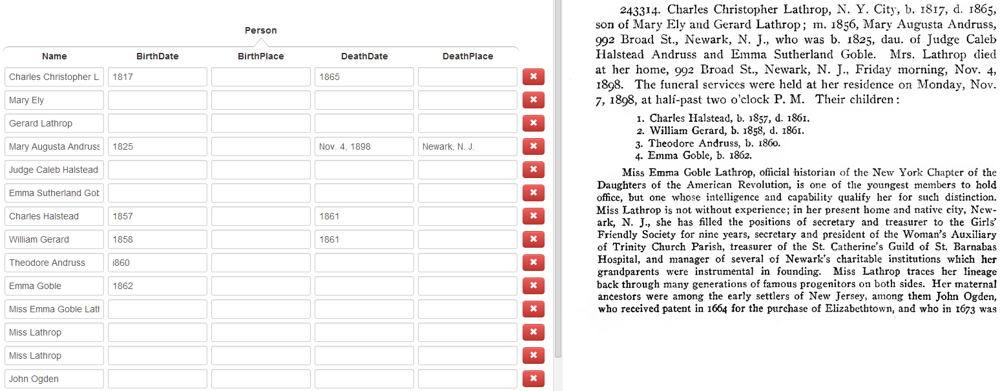 Person
Name BirthDate BirthPlace DeathDate DeathPlace
Charles Christopher L 1817 1865
Mary Ely
Gerard Lathrop
Mary Augusta Andruss 1825 Nov. 4, 1898 Newark, N. J.
Judge Caleb Halstead
Emma Sutherland Gob
Charles Halstead 1857 1861
William Gerard 1858 1861
Theodore Andruss i860
Emma Goble 1862
Miss Emma Goble Latl
Miss Lathrop
Miss Lathrop
John Ogden
243314. Charles Christopher Lathrop, N. Y. City, b. 1817, d. 1865,
son of Mary Ely and Gerard Lathrop; m. 1856, Mary Augusta Andruss,
992 Broad St., Newark, N. J., who was b. 1825, dau. of Judge Caleb
Halstead Andruss and Emma Sutherland Goble. Mrs. Lathrop died
at her home, 992 Broad St., Newark, N. J., Friday morning, Nov. 4,
1898. The funeral services were held at her residence on Monday, Nov.
7, 1898, at half-past two o'clock P. M. Their children:
1. Charles Halstead, b. 1857, d. 1861.
2. William Gerard, b. 1858, d. 1861.
3. Theodore Andruss, b. 1860.
4. Emma Goble, b. 1862.
Miss Emma Goble Lathrop, official historian of the New York Chapter of the
Daughters of the American Revolution, is one of the youngest members to hold
office, but one whose intelligence and capability qualify her for such distinction.
Miss Lathrop is not without experience; in her present home and native city, New-
ark, N. J., she has filled the positions of secretary and treasurer to the Girls'
Friendly Society for nine years, secretary and president of the Woman's Auxiliary
of Trinity Church Parish, treasurer of the St. Catherine's Guild of St. Barnabas
Hospital, and manager of several of Newark's charitable institutions which her
grandparents were instrumental in founding. Miss Lathrop traces her lineage
back through many generations of famous progenitors on both sides. Her maternal
ancestors were among the early settlers of New Jersey, among them John Ogden,
who received patent in 1664 for the purchase of Elizabethtown, and who in 1673 was